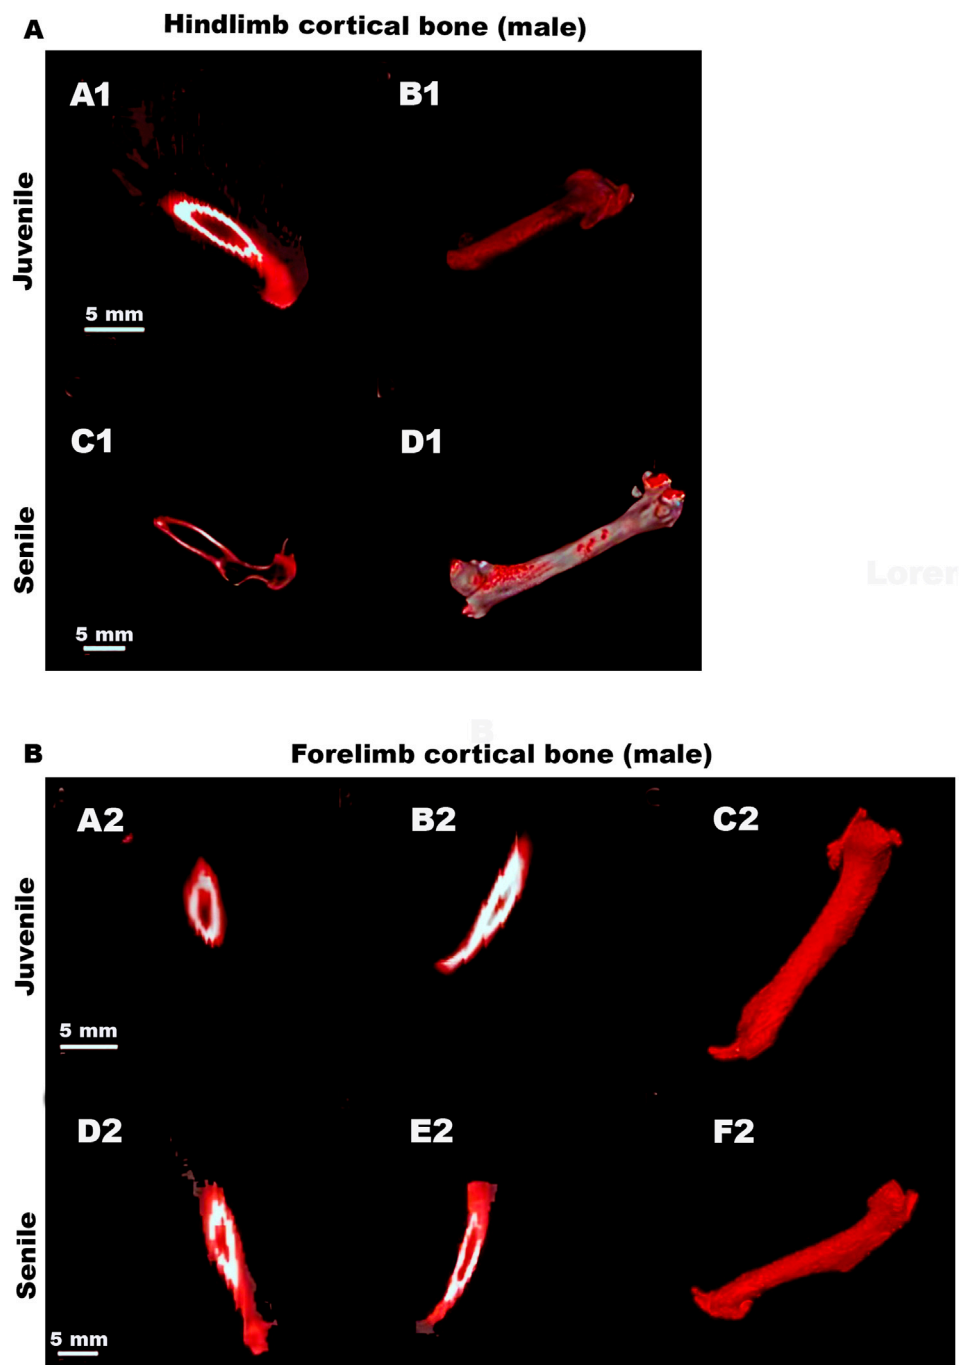 A
Hindlimb cortical bone (male)
A1
B1
Juvenile
5 mm
C1
D1
Senile
5 mm
Lorer
B
B
Forelimb cortical bone (male)
A2
B2
C2
Juvenile
5 mm
D2
E2
F2
Senile
5 mm